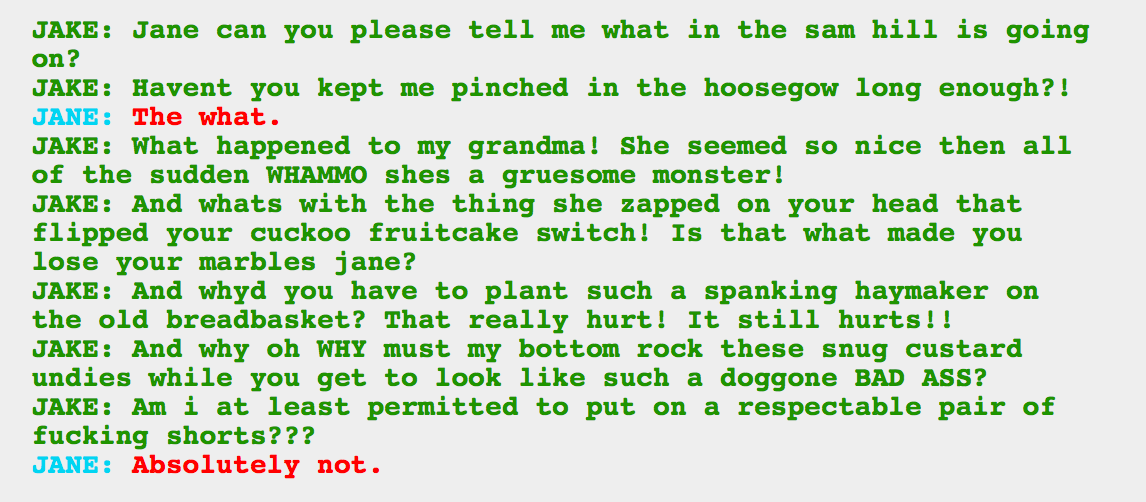 JAKE: Jane can you please tell me what in the sam hill is going
on?
JAKE: Havent you kept me pinched in the hoosegow long enough?!
JANE: The what.
JAKE: What happened to my grandma! She seemed so nice then all
of the sudden WHAMMO shes a gruesome monster!
JAKE: And whats with the thing she zapped on your head that
flipped your cuckoo fruitcake switch! Is that what made you
lose your marbles jane?
JAKE: And whyd you have to plant such a spanking haymaker on
the old breadbasket? That really hurt! It still hurts!!
JAKE: And why oh WHY must my bottom rock these snug custard
undies while you get to look like such a doggone BAD ASS?
JAKE: Am i at least permitted to put on a respectable pair of
fucking shorts???
JANE: Absolutely not.